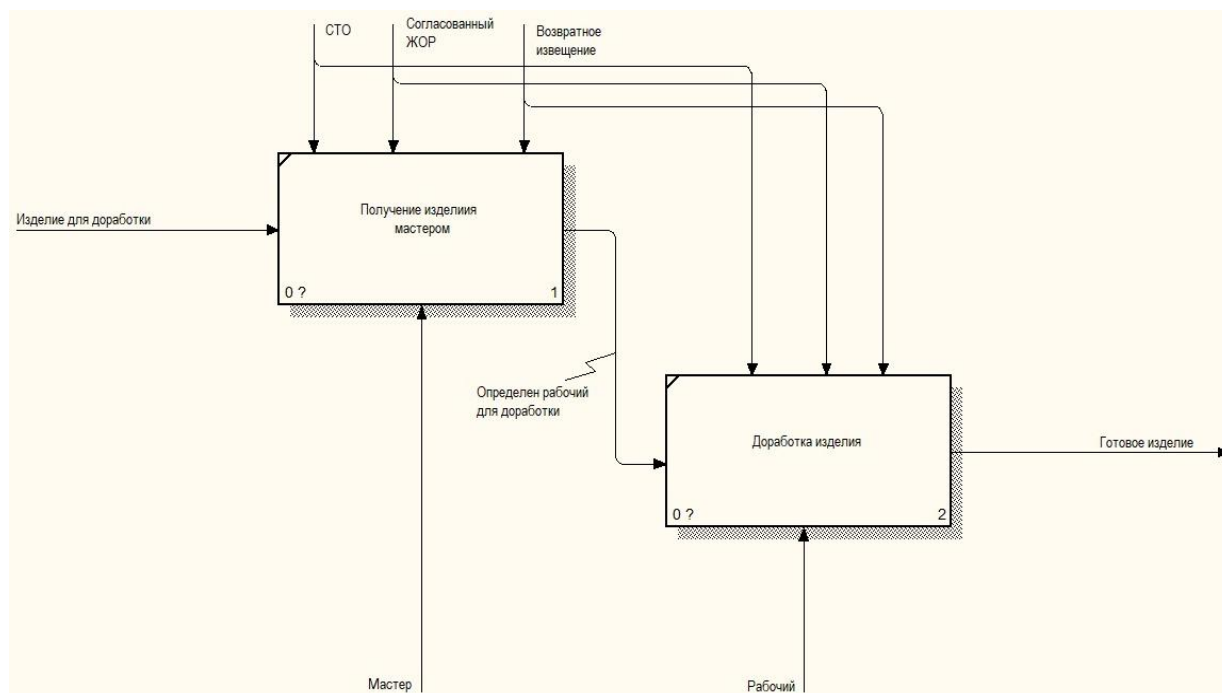 СТО
Согласованный
ЖОР
Возвратное
извещение
Изделие для доработки
Получение изделиия
мастером
0 ?
1
Определен рабочий
для доработки
Доработка изделия
0 ?
2
Готовое изделие
Мастер
Рабочий